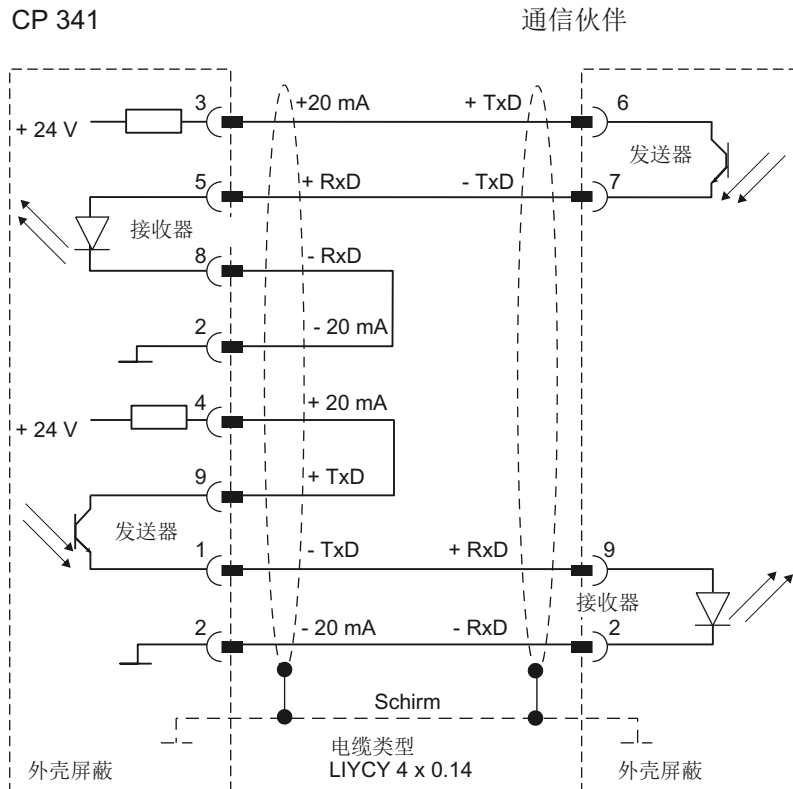 CP 341
通信伙伴
3
+20 mA
+ TxD
6
+ 24 V
发送器
5
+ RxD
- TxD
7
接收器
8
- RxD
2
- 20 mA
4
+ 20 mA
+ 24 V
9
+ TxD
发送器
1
- TxD
+ RxD
9
接收器
2
- 20 mA
- RxD
2
Schirm
电缆类型
LIYCY 4 x 0.14
外壳屏蔽
外壳屏蔽